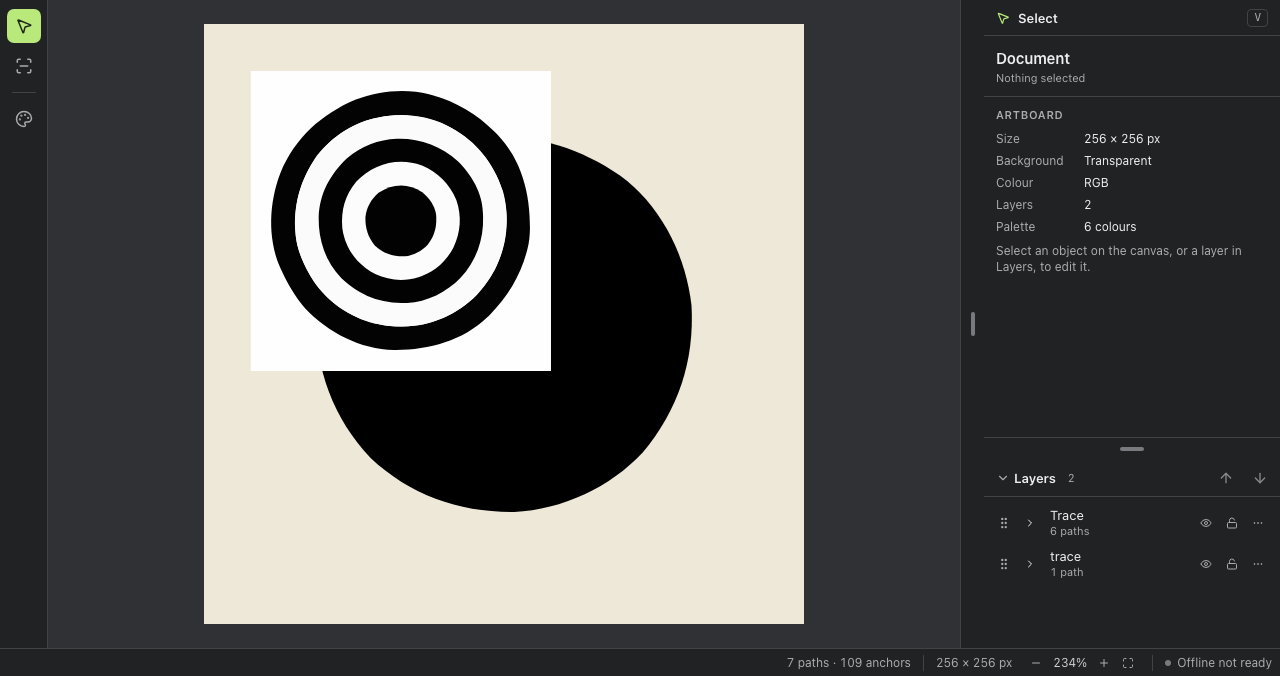 Select
V
Document
Nothing selected
ARTBOARD
Size 256 × 256 px
Background Transparent
Colour RGB
Layers 2
Palette 6 colours
Select an object on the canvas, or a layer in
Layers, to edit it.
Layers 2
Trace
6 paths
trace
1 path
7 paths · 109 anchors
256 × 256 px
234%
Offline not ready